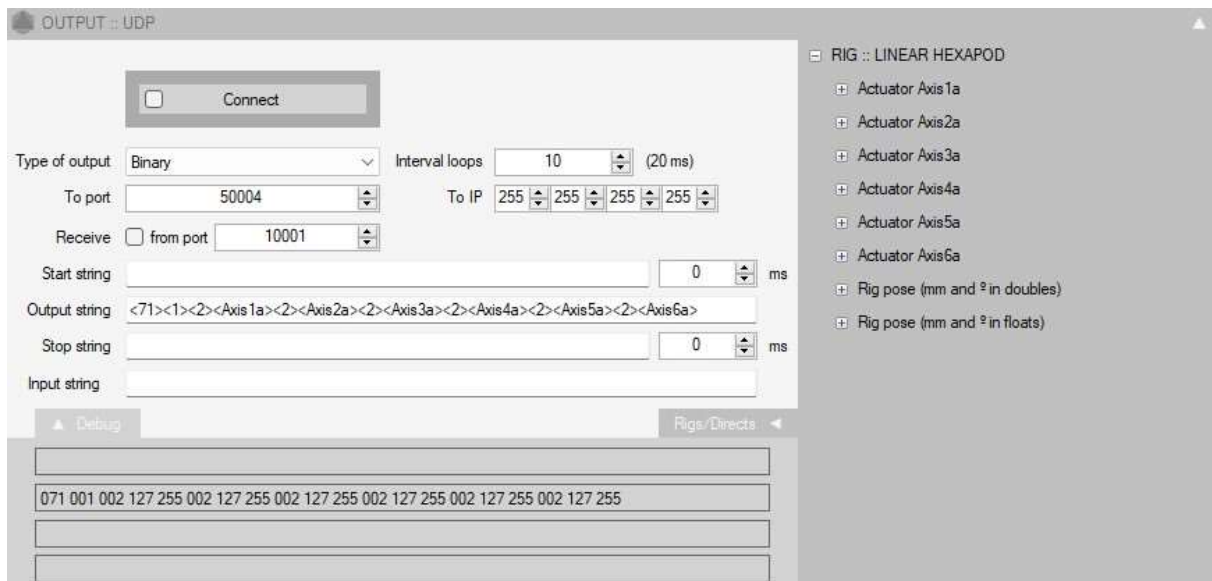 OUTPUT :: UDP
Connect
Type of output Binary Interval loops 10 (20 ms)
To port 50004 To IP 255 255 255 255
Receive from port 10001
Start string 0 ms
Output string <71><1><2><Axis1a><2><Axis2a><2><Axis3a><2><Axis4a><2><Axis5a><2><Axis6a>
Stop string 0 ms
Input string
Debug Rigs/Directs
071 001 002 127 255 002 127 255 002 127 255 002 127 255 002 127 255 002 127 255
RIG :: LINEAR HEXAPOD
Actuator Axis1a
Actuator Axis2a
Actuator Axis3a
Actuator Axis4a
Actuator Axis5a
Actuator Axis6a
Rig pose (mm and º in doubles)
Rig pose (mm and º in floats)